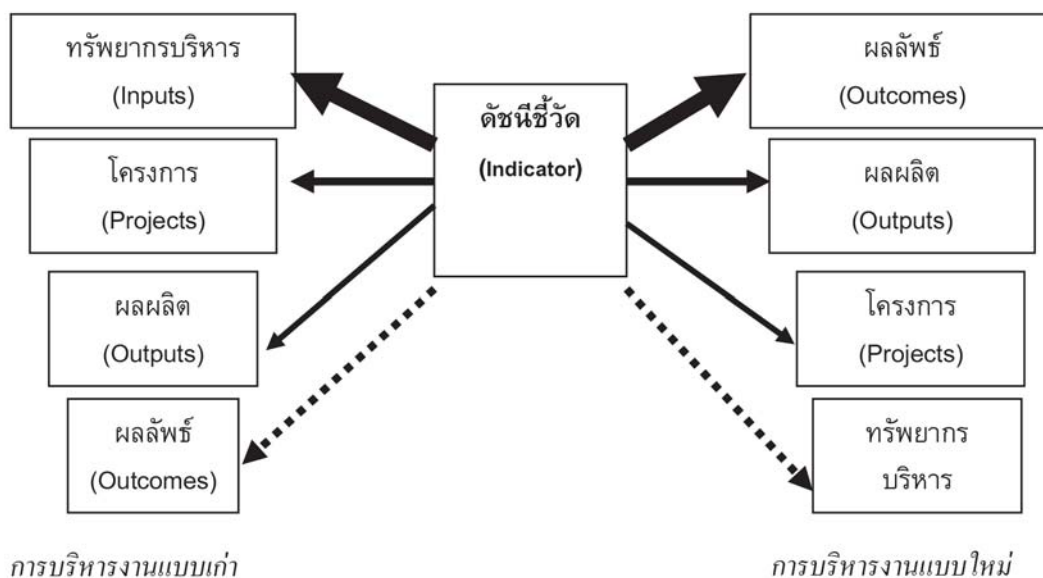 ทรัพยากรบริหาร
(Inputs)
โครงการ
(Projects)
ผลผลิต
(Outputs)
ผลลัพธ์
(Outcomes)
การบริหารงานแบบเก่า
ดัชนีชี้วัด
(Indicator)
ผลลัพธ์
(Outcomes)
ผลผลิต
(Outputs)
โครงการ
(Projects)
ทรัพยากร
บริหาร
การบริหารงานแบบใหม่